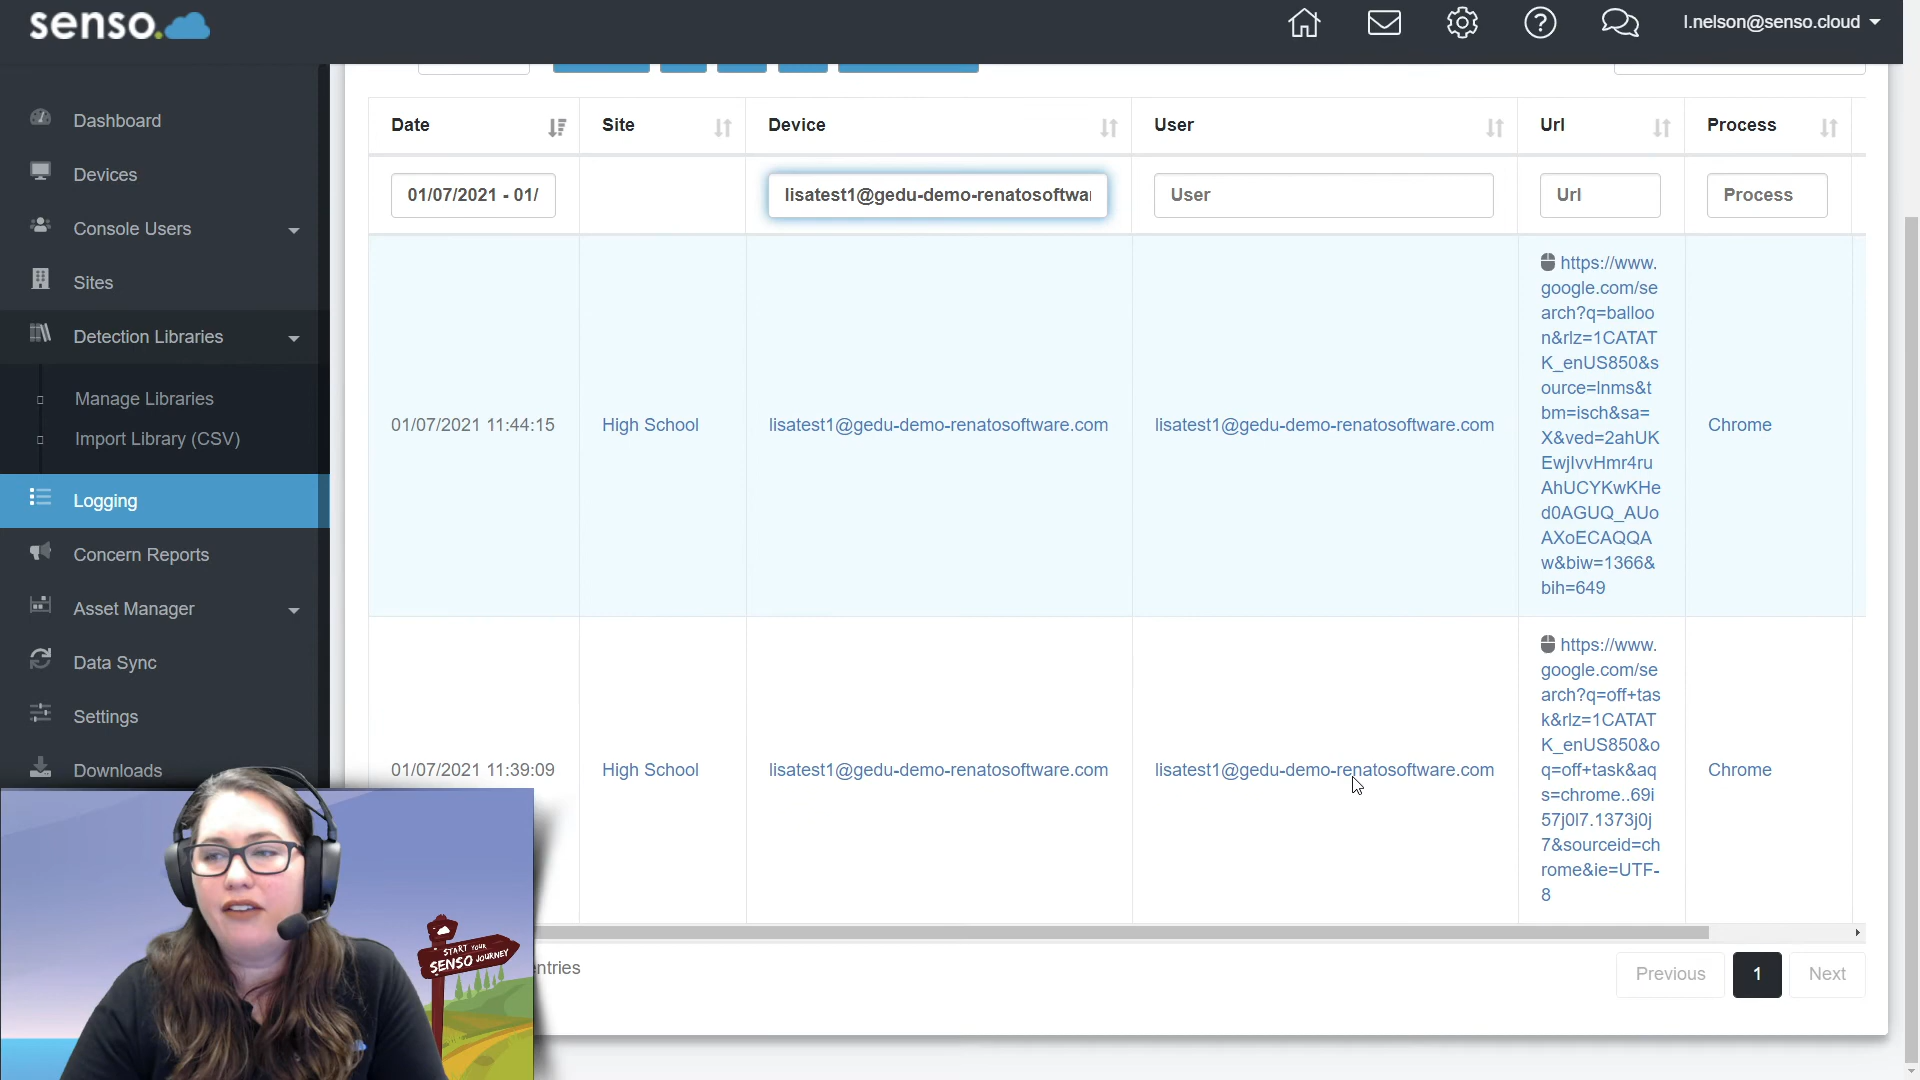 senso.
l.nelson@senso.cloud
Dashboard
Devices
Console Users
Sites
Detection Libraries
Manage Libraries
Import Library (CSV)
Logging
Concern Reports
Asset Manager
Data Sync
Settings
Downloads
Date Site Device User Url Process
01/07/2021 - 01/ lisatest1@gedu-demo-renatosoftwa User Url Process
01/07/2021 11:44:15 High School lisatest1@gedu-demo-renatosoftware.com lisatest1@gedu-demo-renatosoftware.com
https://www.
google.com/se
arch?q=balloo
n&rlz=1CATAT
K_enUS850&s
ource=lnms&t
bm=isch&sa=
X&ved=2ahUK
EwjlvvHmr4ru
AhUCYKwKHe
d0AGUQ_AUo
AXoECAQQA
w&biw=1366&
bih=649
Chrome
01/07/2021 11:39:09 High School lisatest1@gedu-demo-renatosoftware.com lisatest1@gedu-demo-renatosoftware.com
https://www.
google.com/se
arch?q=off+tas
k&rlz=1CATAT
K_enUS850&o
q=off+task&aq
s=chrome..69i
57j0l7.1373j0j
7&sourceid=ch
rome&ie=UTF-
8
Chrome
entries
Previous 1 Next
START YOUR
SENSO JOURNEY